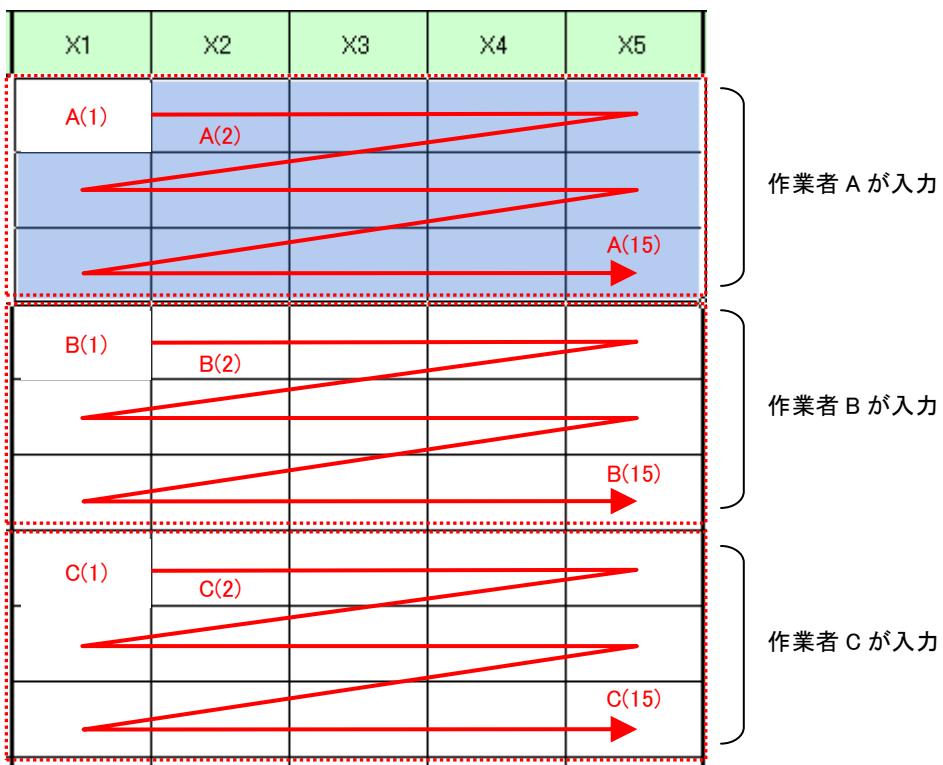 X1 X2 X3 X4 X5
A(1)
A(2)
A(15)
作業者 A が入力
B(1)
B(2)
B(15)
作業者 B が入力
C(1)
C(2)
C(15)
作業者 C が入力